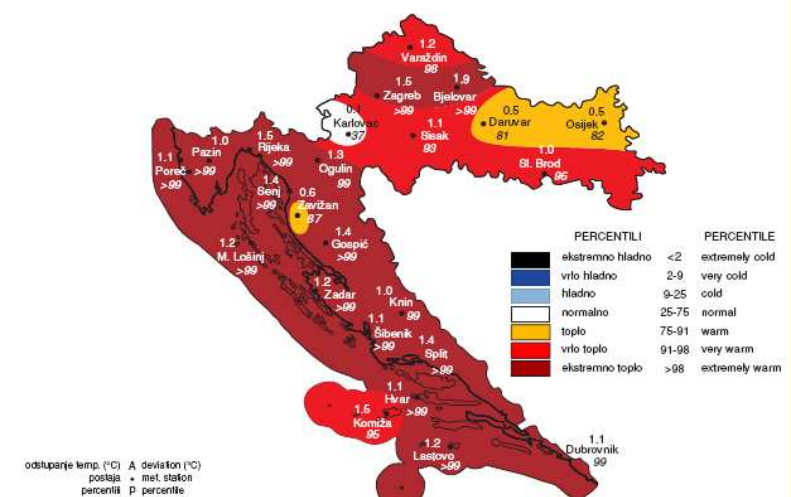 1.2
Varaždin
98
1.5
Zagreb
>99
1.9
Bjelovar
>99
0.1
Karlovac
37
1.1
Sisak
93
0.5
Daruvar
81
0.5
Osijek
82
1.0
Sl. Brod
95
1.1
Poreč
>99
1.0
Pazin
>99
1.5
Rijeka
>99
1.3
Ogulin
99
1.4
Senj
>99
0.6
Zavižan
87
1.4
Gospić
>99
1.2
M. Lošinj
>99
1.2
Zadar
>99
1.0
Knin
99
1.1
Šibenik
>99
1.4
Split
>99
1.1
Hvar
>99
1.5
Komiža
95
1.2
Lastovo
>99
1.1
Dubrovnik
99
PERCENTILI PERCENTILE
ekstremno hladno <2 extremely cold
vrlo hladno 2-9 very cold
hladno 9-25 cold
normalno 25-75 normal
toplo 75-91 warm
vrlo toplo 91-98 very warm
ekstremno toplo >98 extremely warm
odstupanje temp. (°C) A deviation (°C)
postaja • met. station
percentili P percentile